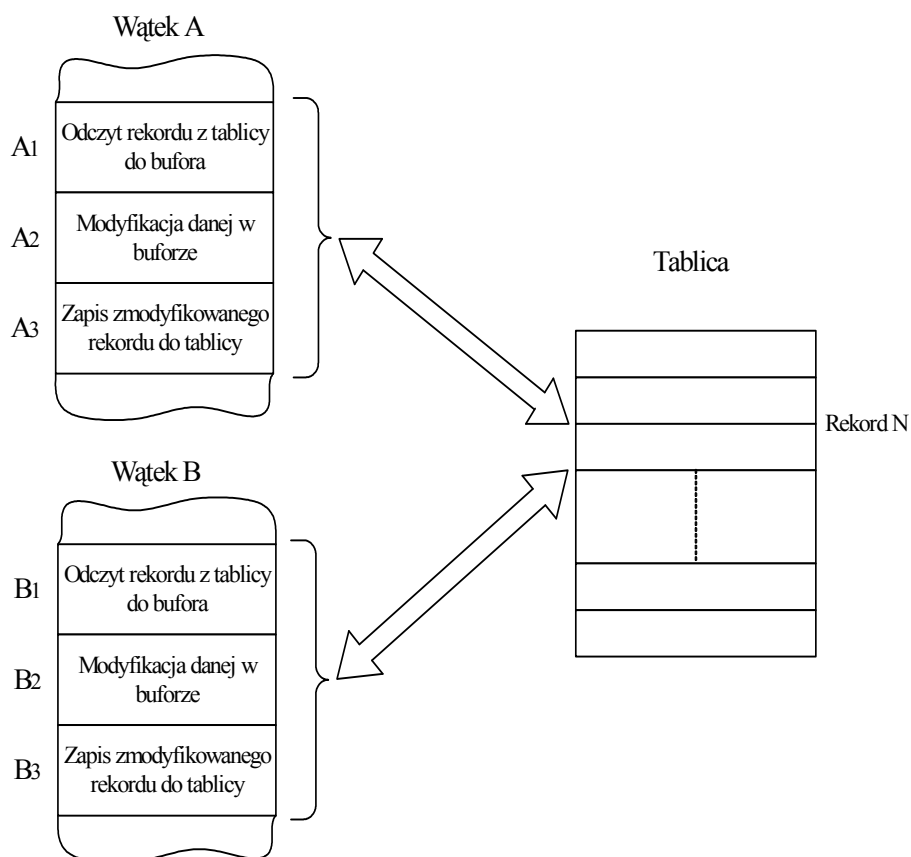 Wątek A
A1
Odczyt rekordu z tablicy
do bufora
A2
Modyfikacja danej w
buforze
A3
Zapis zmodyfikowanego
rekordu do tablicy
Tablica
Rekord N
Wątek B
B1
Odczyt rekordu z tablicy
do bufora
B2
Modyfikacja danej w
buforze
B3
Zapis zmodyfikowanego
rekordu do tablicy